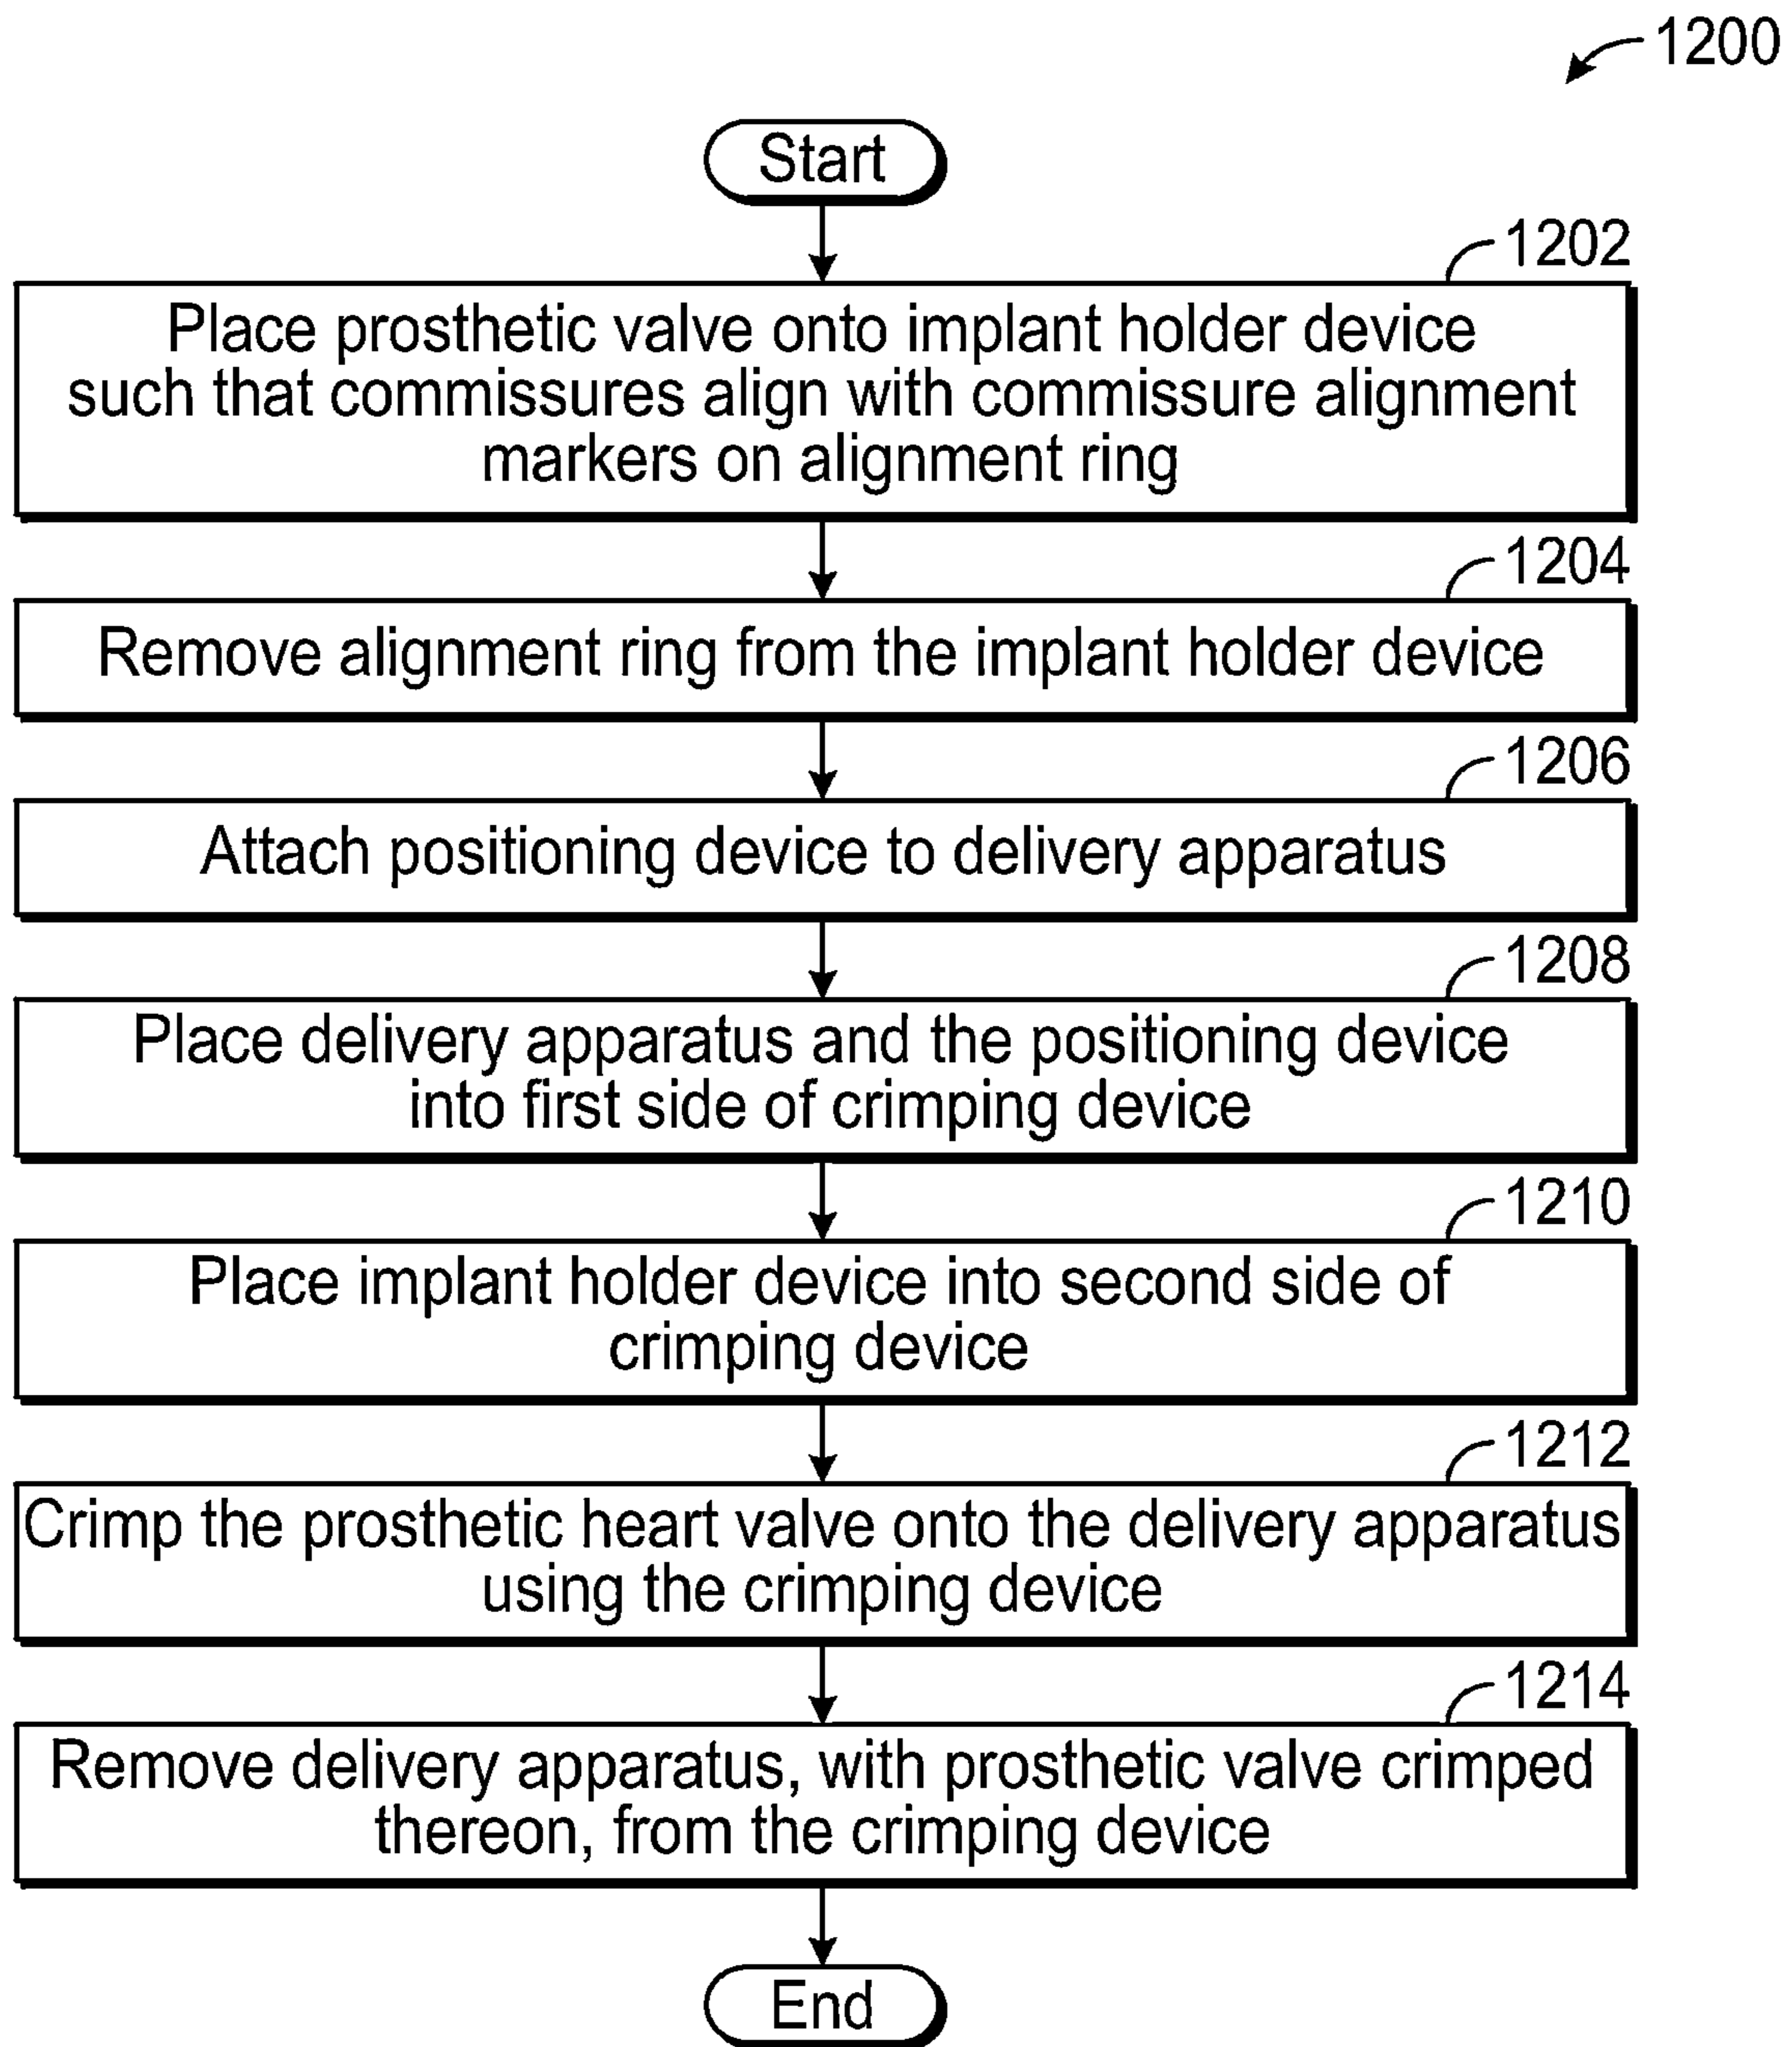 1200
Start
1202
Place prosthetic valve onto implant holder device
such that commissures align with commissure alignment
markers on alignment ring
1204
Remove alignment ring from the implant holder device
1206
Attach positioning device to delivery apparatus
1208
Place delivery apparatus and the positioning device
into first side of crimping device
1210
Place implant holder device into second side of
crimping device
1212
Crimp the prosthetic heart valve onto the delivery apparatus
using the crimping device
1214
Remove delivery apparatus, with prosthetic valve crimped
thereon, from the crimping device
End